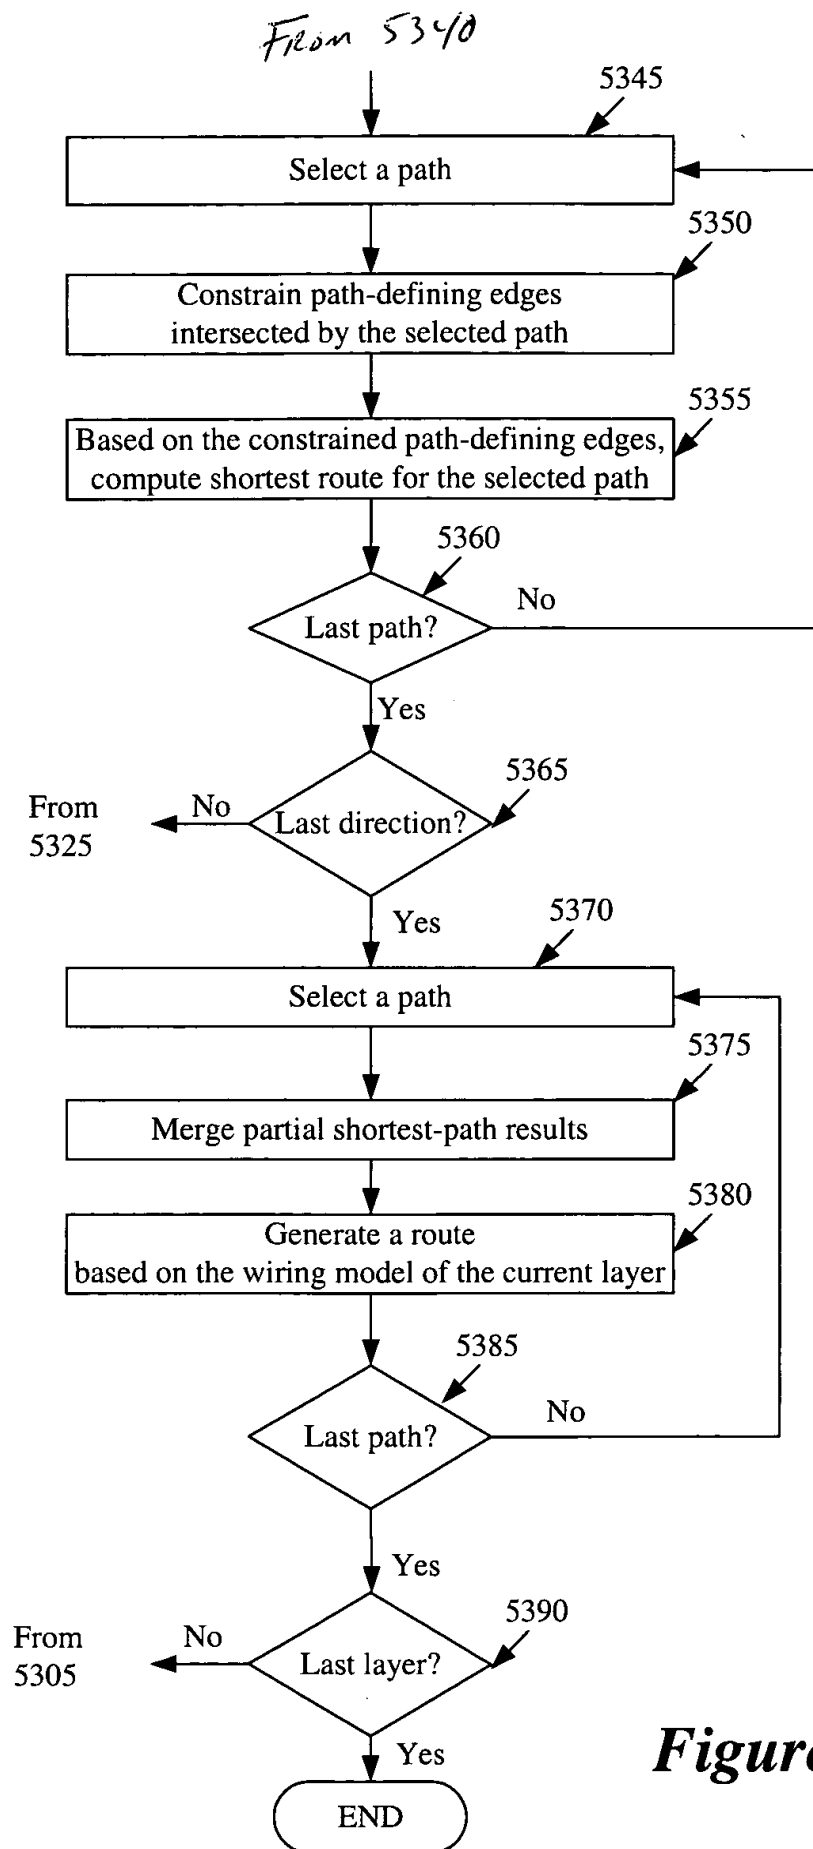 From 5340
5345
Select a path
5350
Constrain path-defining edges
intersected by the selected path
5355
Based on the constrained path-defining edges,
compute shortest route for the selected path
5360
Last path?
No
Yes
5365
Last direction?
No
From
5325
Yes
5370
Select a path
5375
Merge partial shortest-path results
5380
Generate a route
based on the wiring model of the current layer
5385
Last path?
No
Yes
5390
Last layer?
No
From
5305
Yes
Figure
END